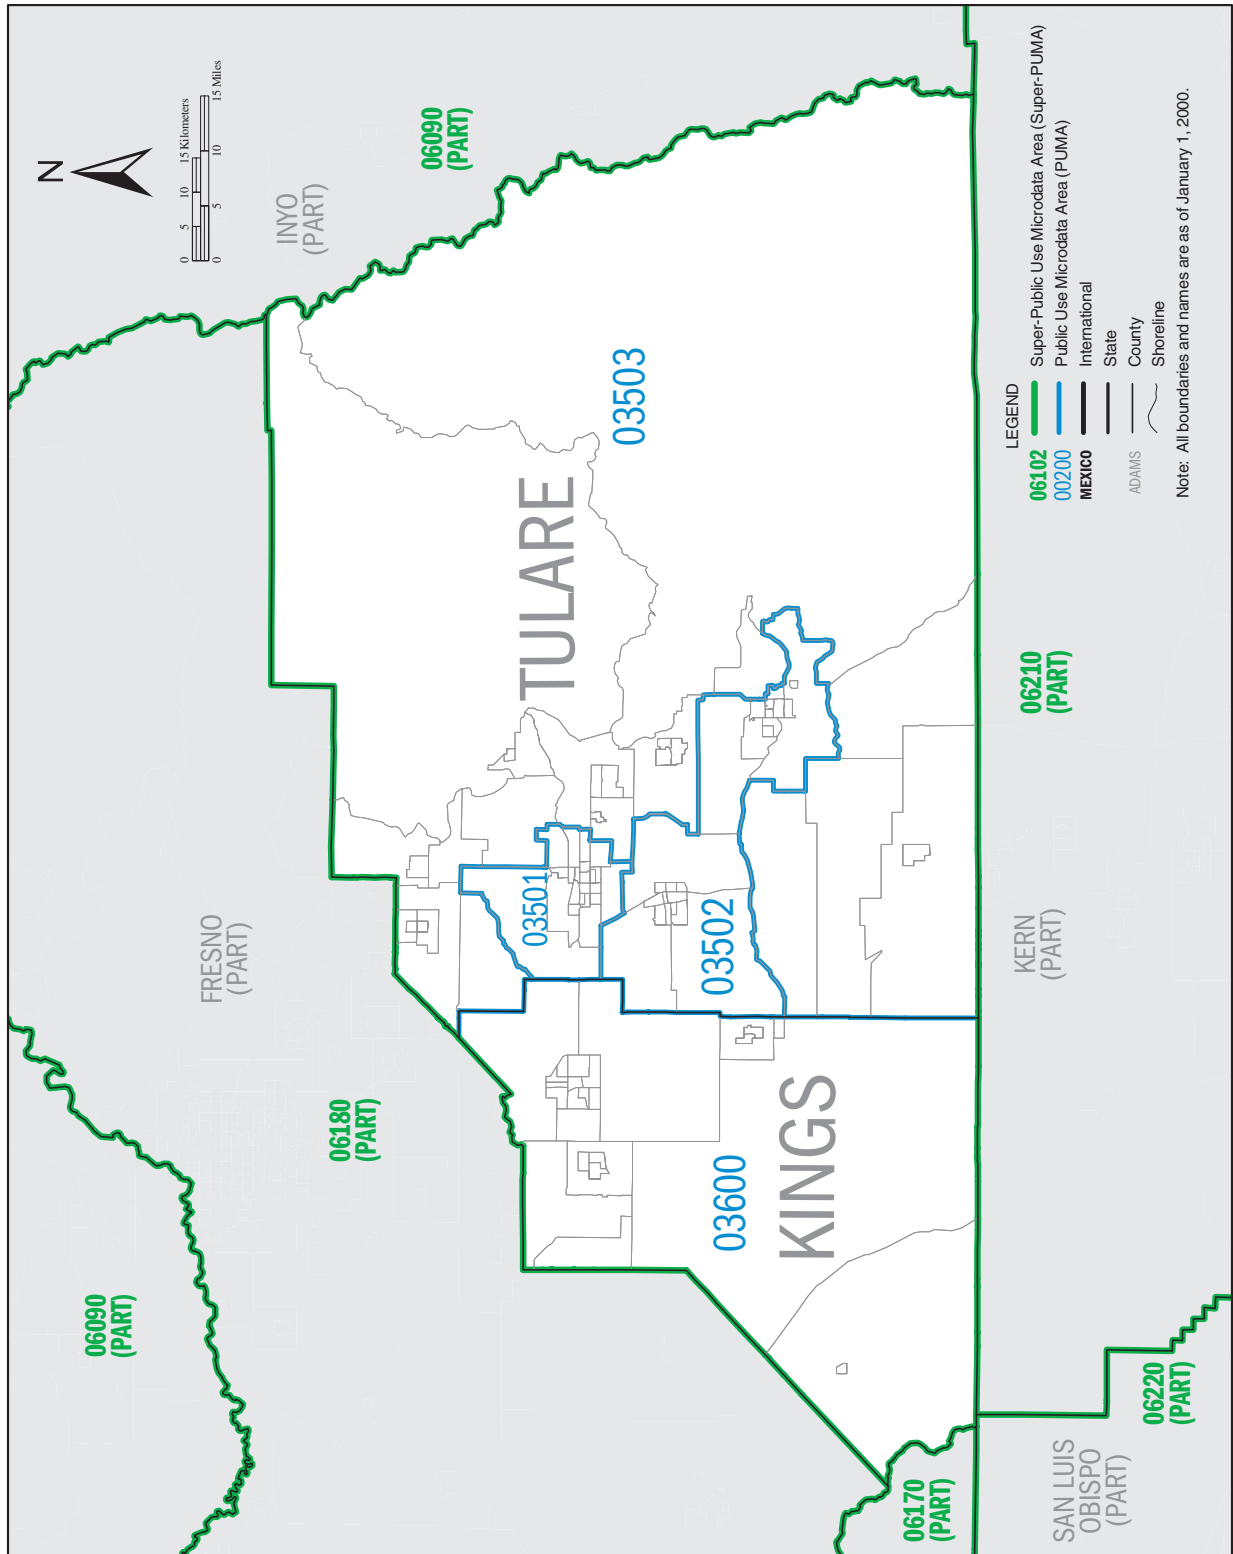 N
0 5 10 15 Kilometers
0 5 10 15 Miles
INYO
(PART)
06090
(PART)
FRESNO
(PART)
06180
(PART)
06090
(PART)
TULARE
03503
03501
03502
KINGS
03600
06170
(PART)
SAN LUIS
OBISPO
(PART)
06220
(PART)
KERN
(PART)
06210
(PART)
LEGEND
06102 Super-Public Use Microdata Area (Super-PUMA)
00200 Public Use Microdata Area (PUMA)
MEXICO International
State
ADAMS County
Shoreline
Note: All boundaries and names are as of January 1, 2000.